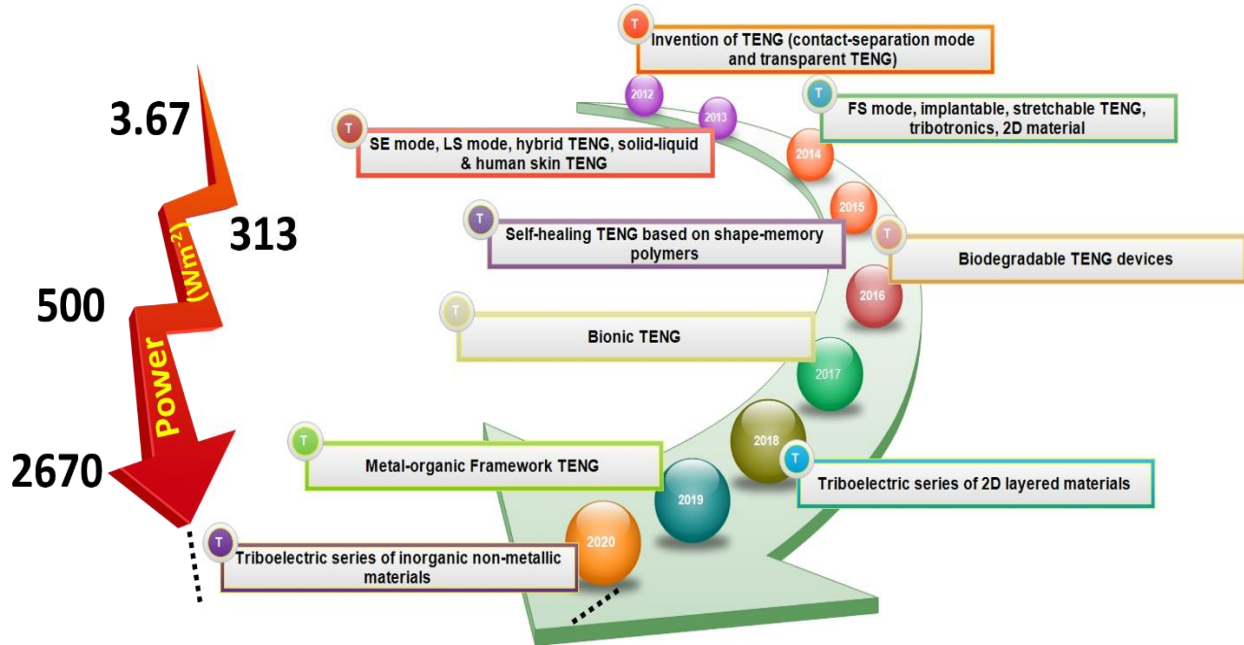 T
Invention of TENG (contact-separation mode
and transparent TENG)
2012
2013
T
FS mode, implantable, stretchable TENG,
tribotronics, 2D material
T
SE mode, LS mode, hybrid TENG, solid-liquid
& human skin TENG
2014
2015
T
Self-healing TENG based on shape-memory
polymers
T
Biodegradable TENG devices
2016
T
Bionic TENG
2017
2018
T
Metal-organic Framework TENG
T
Triboelectric series of 2D layered materials
2019
2020
T
Triboelectric series of inorganic non-metallic
materials
3.67
313
500
2670
Power
(Wm⁻²)